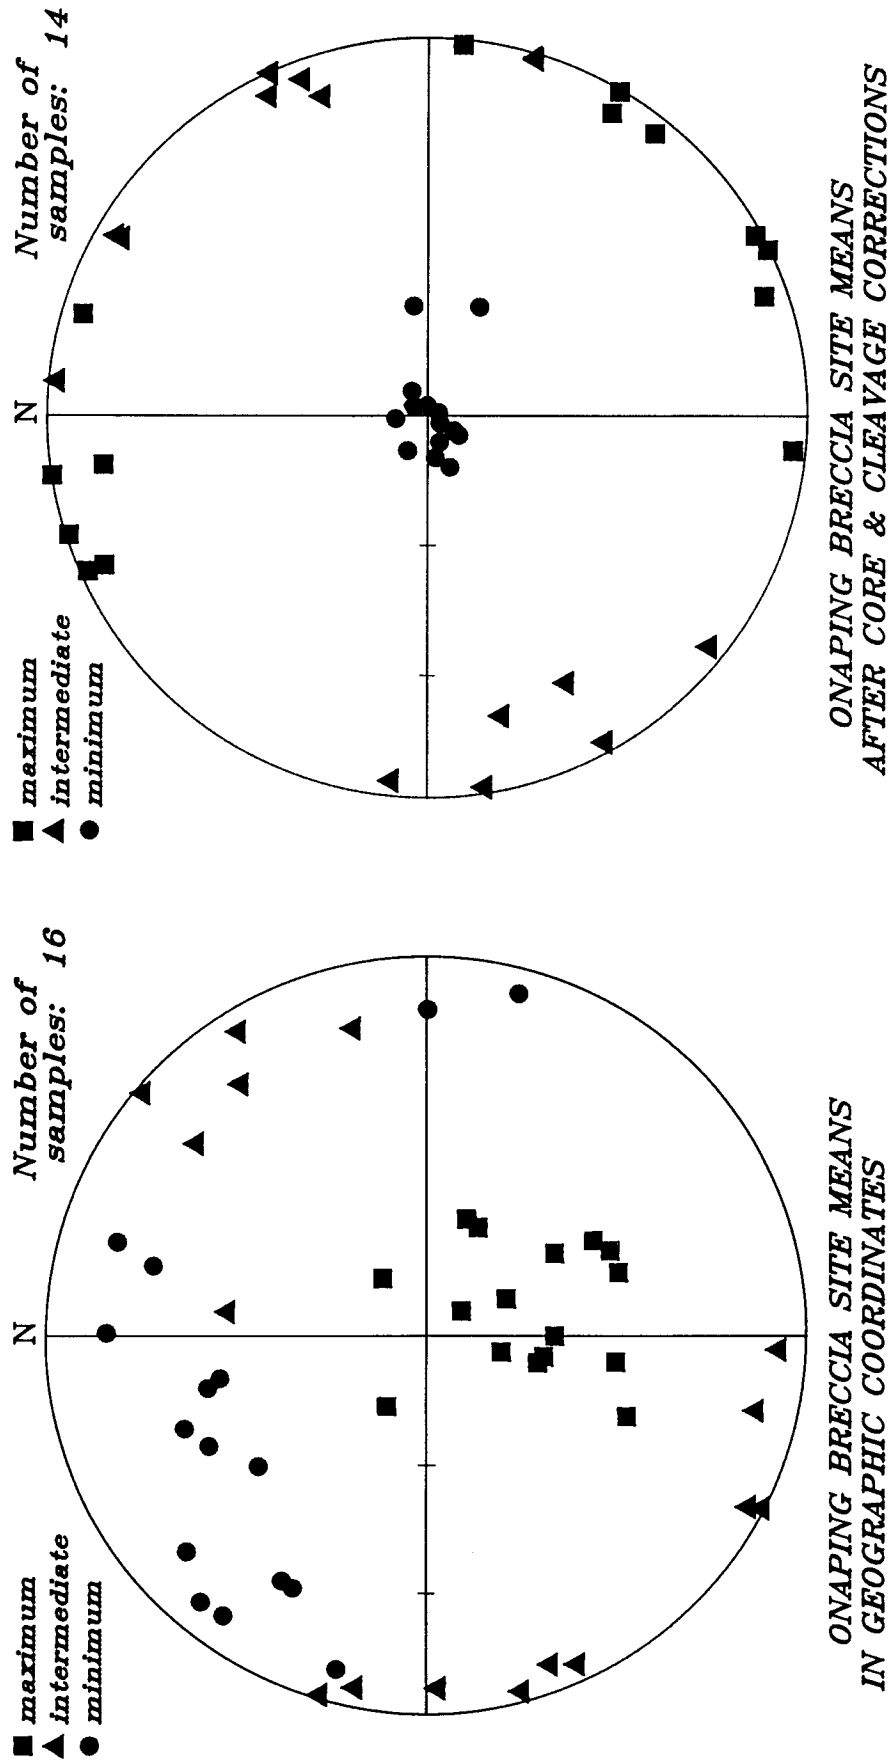 maximum
intermediate
minimum
N
Number of
samples: 16
ONAPING BRECCIA SITE MEANS
IN GEOGRAPHIC COORDINATES
maximum
intermediate
minimum
N
Number of
samples: 14
ONAPING BRECCIA SITE MEANS
AFTER CORE & CLEAVAGE CORRECTIONS